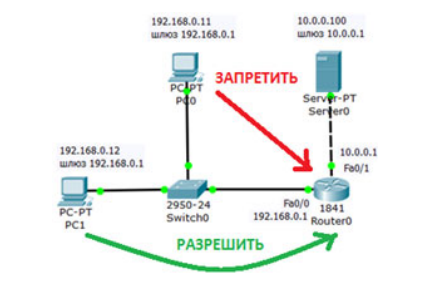 192.168.0.11
шлюз 192.168.0.1
10.0.0.100
шлюз 10.0.0.1
PC-PT
PC0
ЗАПРЕТИТЬ
Server-PT
Server0
192.168.0.12
шлюз 192.168.0.1
10.0.0.1
Fa0/1
PC-PT
PC1
2950-24
Switch0
Fa0/0
192.168.0.1
1841
Router0
РАЗРЕШИТЬ